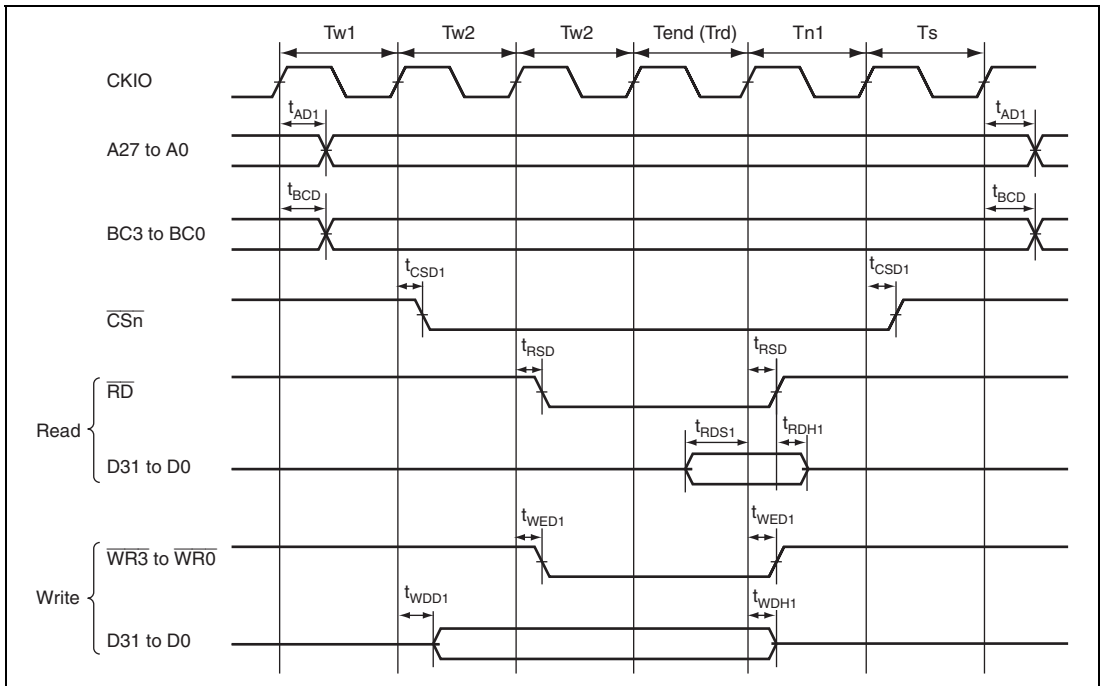 Tw1 Tw2 Tw2 Tend (Trd) Tn1 Ts
CKIO
tAD1 tAD1
A27 to A0
tBCD tBCD
BC3 to BC0
tCSD1 tCSD1
CSn
tRSD tRSD
RD
Read
tRDS1 tRDH1
D31 to D0
tWED1 tWED1
WR3 to WR0
Write
tWDD1 tWDH1
D31 to D0